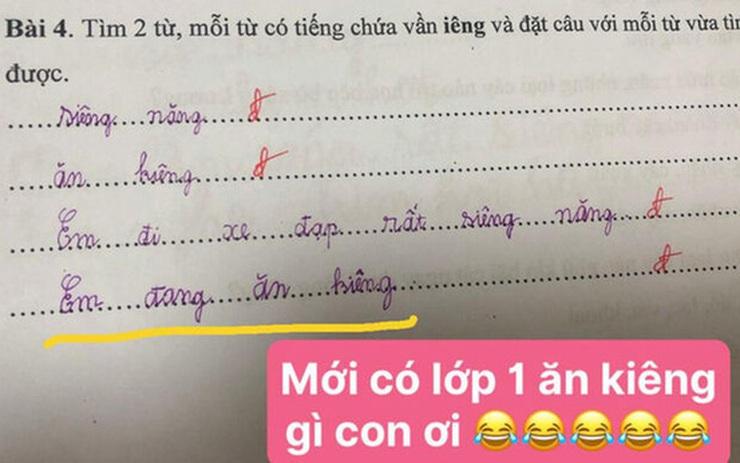 Bài 4. Tìm 2 từ, mỗi từ có tiếng chứa vần iêng và đặt câu với mỗi từ vừa tìm
được.
siêng năng đ
ăn kiêng đ
Em đi xe đạp rất siêng năng đ
Em đang ăn kiêng đ
Mới có lớp 1 ăn kiêng
gì con ơi 😂😂😂😂😂